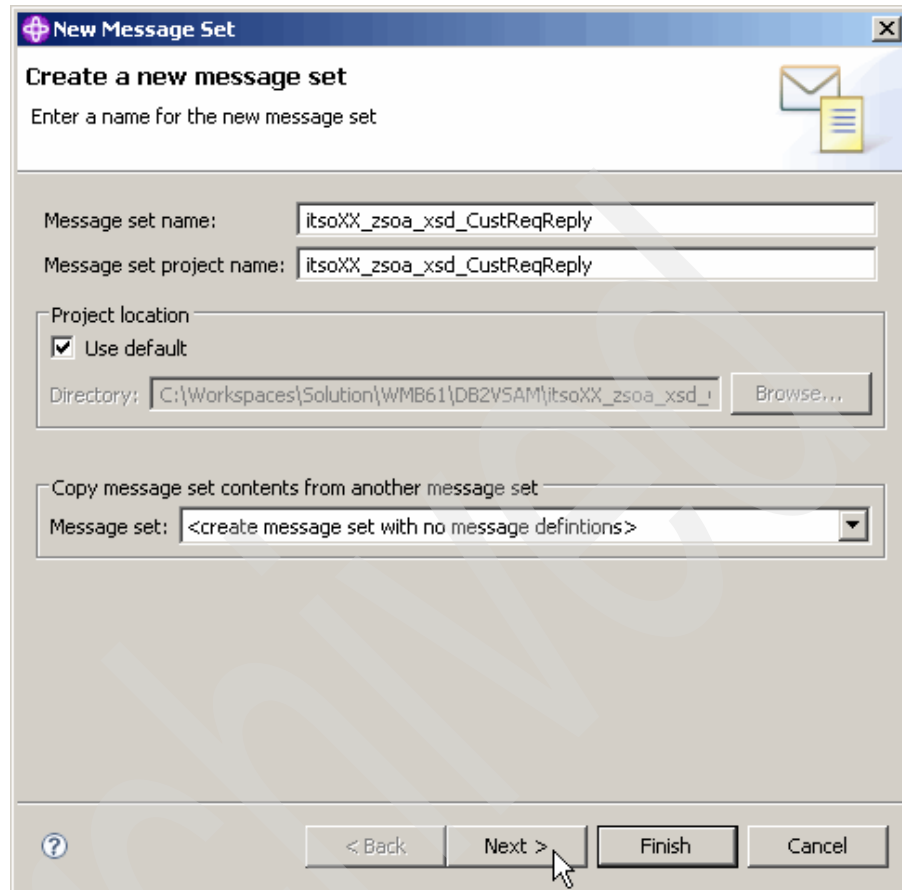 New Message Set
Create a new message set
Enter a name for the new message set
Message set name: itsoXX_zsoa_xsd_CustReqReply
Message set project name: itsoXX_zsoa_xsd_CustReqReply
Project location
Use default
Directory: C:\Workspaces\Solution\WMB61\DB2VSAM\itsoXX_zsoa_xsd_ Browse...
Copy message set contents from another message set
Message set: <create message set with no message defintions>
< Back Next > Finish Cancel